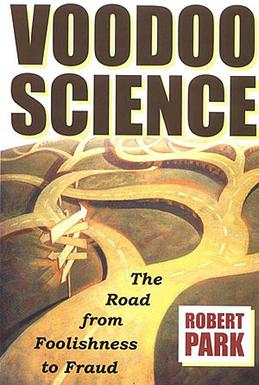 VOODOO
SCIENCE
The
Road
from
Foolishness
to Fraud
ROBERT
PARK